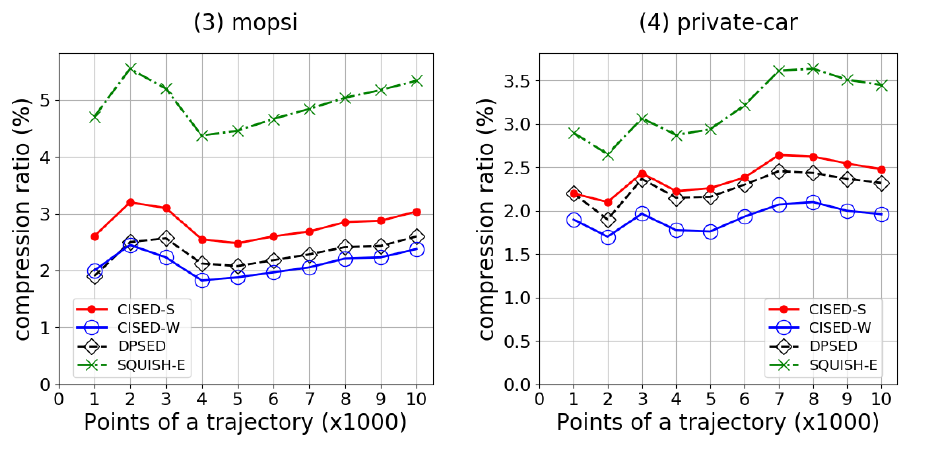 (3) mopsi
compression ratio (%)
5
4
3
2
1
0
CISED-S
CISED-W
DPSED
SQUISH-E
0 1 2 3 4 5 6 7 8 9 10
Points of a trajectory (x1000)
(4) private-car
compression ratio (%)
3.5
3.0
2.5
2.0
1.5
1.0
0.5
0.0
CISED-S
CISED-W
DPSED
SQUISH-E
0 1 2 3 4 5 6 7 8 9 10
Points of a trajectory (x1000)